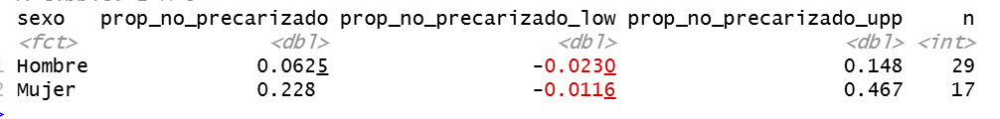 sexo prop_no_precarizado prop_no_precarizado_low prop_no_precarizado_upp n
<fct> <dbl> <dbl> <dbl> <int>
1 Hombre 0.0625 -0.0230 0.148 29
2 Mujer 0.228 -0.0116 0.467 17
>